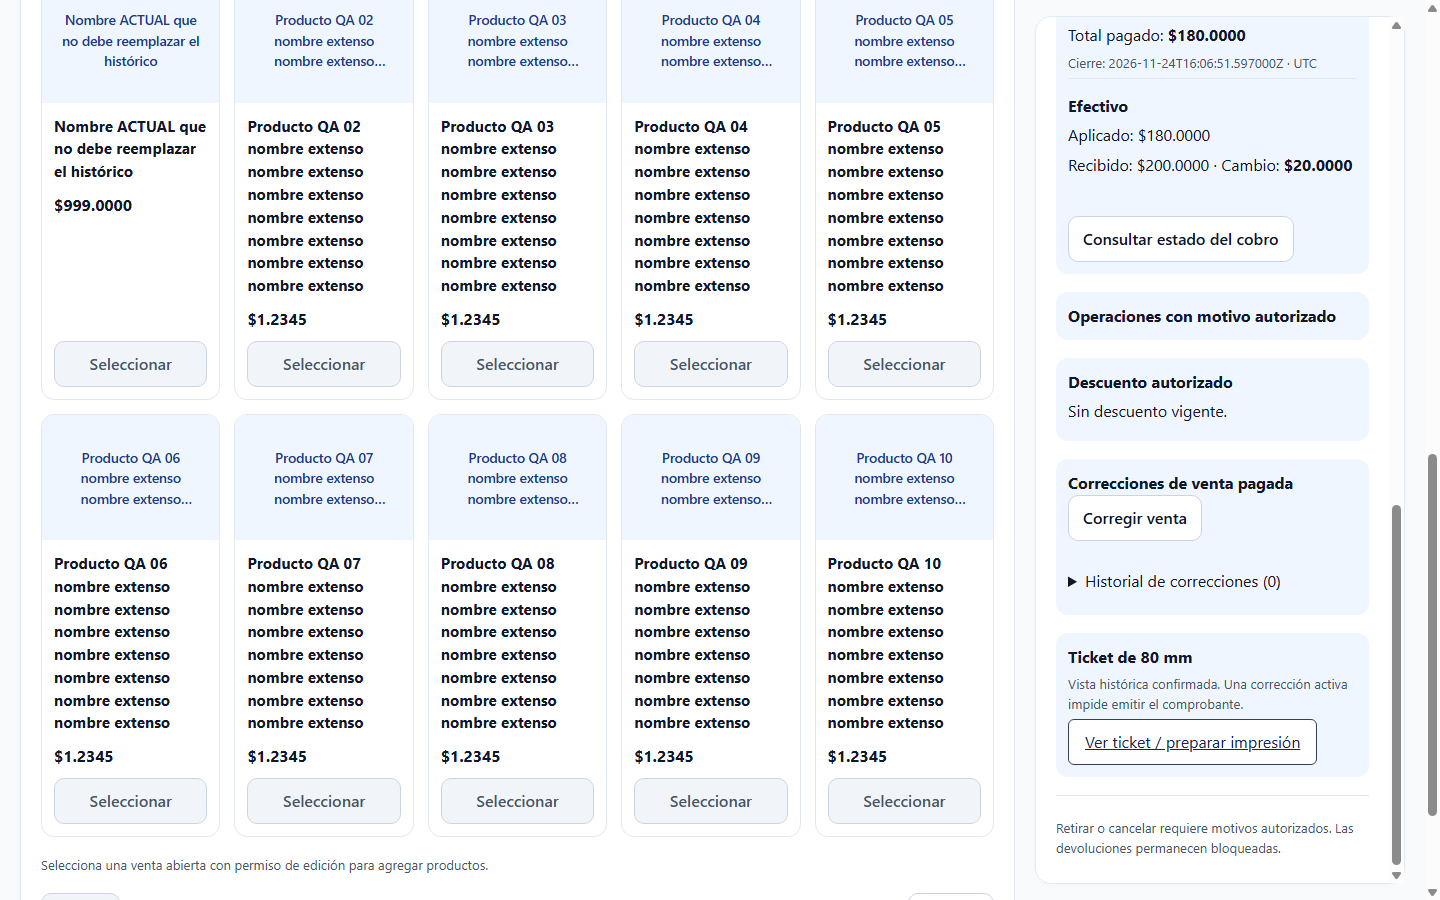 Nombre ACTUAL que
no debe reemplazar el
histórico
Nombre ACTUAL que
no debe reemplazar
el histórico
$999.0000
Seleccionar
Producto QA 02
nombre extenso
nombre extenso...
Producto QA 02
nombre extenso
nombre extenso
nombre extenso
nombre extenso
nombre extenso
nombre extenso
nombre extenso
$1.2345
Seleccionar
Producto QA 03
nombre extenso
nombre extenso...
Producto QA 03
nombre extenso
nombre extenso
nombre extenso
nombre extenso
nombre extenso
nombre extenso
nombre extenso
$1.2345
Seleccionar
Producto QA 04
nombre extenso
nombre extenso...
Producto QA 04
nombre extenso
nombre extenso
nombre extenso
nombre extenso
nombre extenso
nombre extenso
nombre extenso
$1.2345
Seleccionar
Producto QA 05
nombre extenso
nombre extenso...
Producto QA 05
nombre extenso
nombre extenso
nombre extenso
nombre extenso
nombre extenso
nombre extenso
nombre extenso
$1.2345
Seleccionar
Producto QA 06
nombre extenso
nombre extenso...
Producto QA 06
nombre extenso
nombre extenso
nombre extenso
nombre extenso
nombre extenso
nombre extenso
nombre extenso
$1.2345
Seleccionar
Producto QA 07
nombre extenso
nombre extenso...
Producto QA 07
nombre extenso
nombre extenso
nombre extenso
nombre extenso
nombre extenso
nombre extenso
nombre extenso
$1.2345
Seleccionar
Producto QA 08
nombre extenso
nombre extenso...
Producto QA 08
nombre extenso
nombre extenso
nombre extenso
nombre extenso
nombre extenso
nombre extenso
nombre extenso
$1.2345
Seleccionar
Producto QA 09
nombre extenso
nombre extenso...
Producto QA 09
nombre extenso
nombre extenso
nombre extenso
nombre extenso
nombre extenso
nombre extenso
nombre extenso
$1.2345
Seleccionar
Producto QA 10
nombre extenso
nombre extenso...
Producto QA 10
nombre extenso
nombre extenso
nombre extenso
nombre extenso
nombre extenso
nombre extenso
nombre extenso
$1.2345
Seleccionar
Selecciona una venta abierta con permiso de edición para agregar productos.
Total pagado: $180.0000
Cierre: 2026-11-24T16:06:51.597000Z · UTC
Efectivo
Aplicado: $180.0000
Recibido: $200.0000 · Cambio: $20.0000
Consultar estado del cobro
Operaciones con motivo autorizado
Descuento autorizado
Sin descuento vigente.
Correcciones de venta pagada
Corregir venta
Historial de correcciones (0)
Ticket de 80 mm
Vista histórica confirmada. Una corrección activa
impide emitir el comprobante.
Ver ticket / preparar impresión
Retirar o cancelar requiere motivos autorizados. Las
devoluciones permanecen bloqueadas.